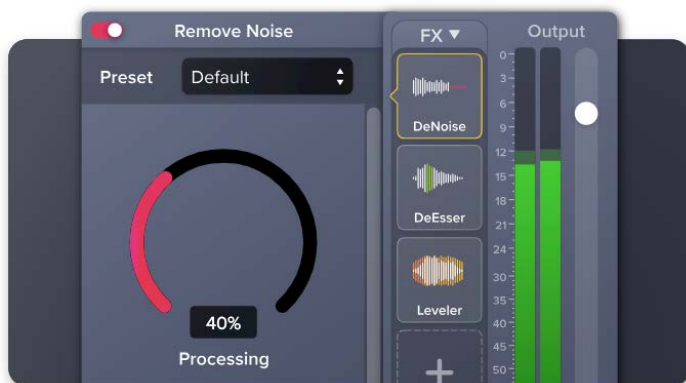 Remove Noise
Preset
Default
40%
Processing
FX ▼
DeNoise
DeEsser
Leveler
+
Output
0
3
6
9
12
15
18
21
24
30
35
40
45
50